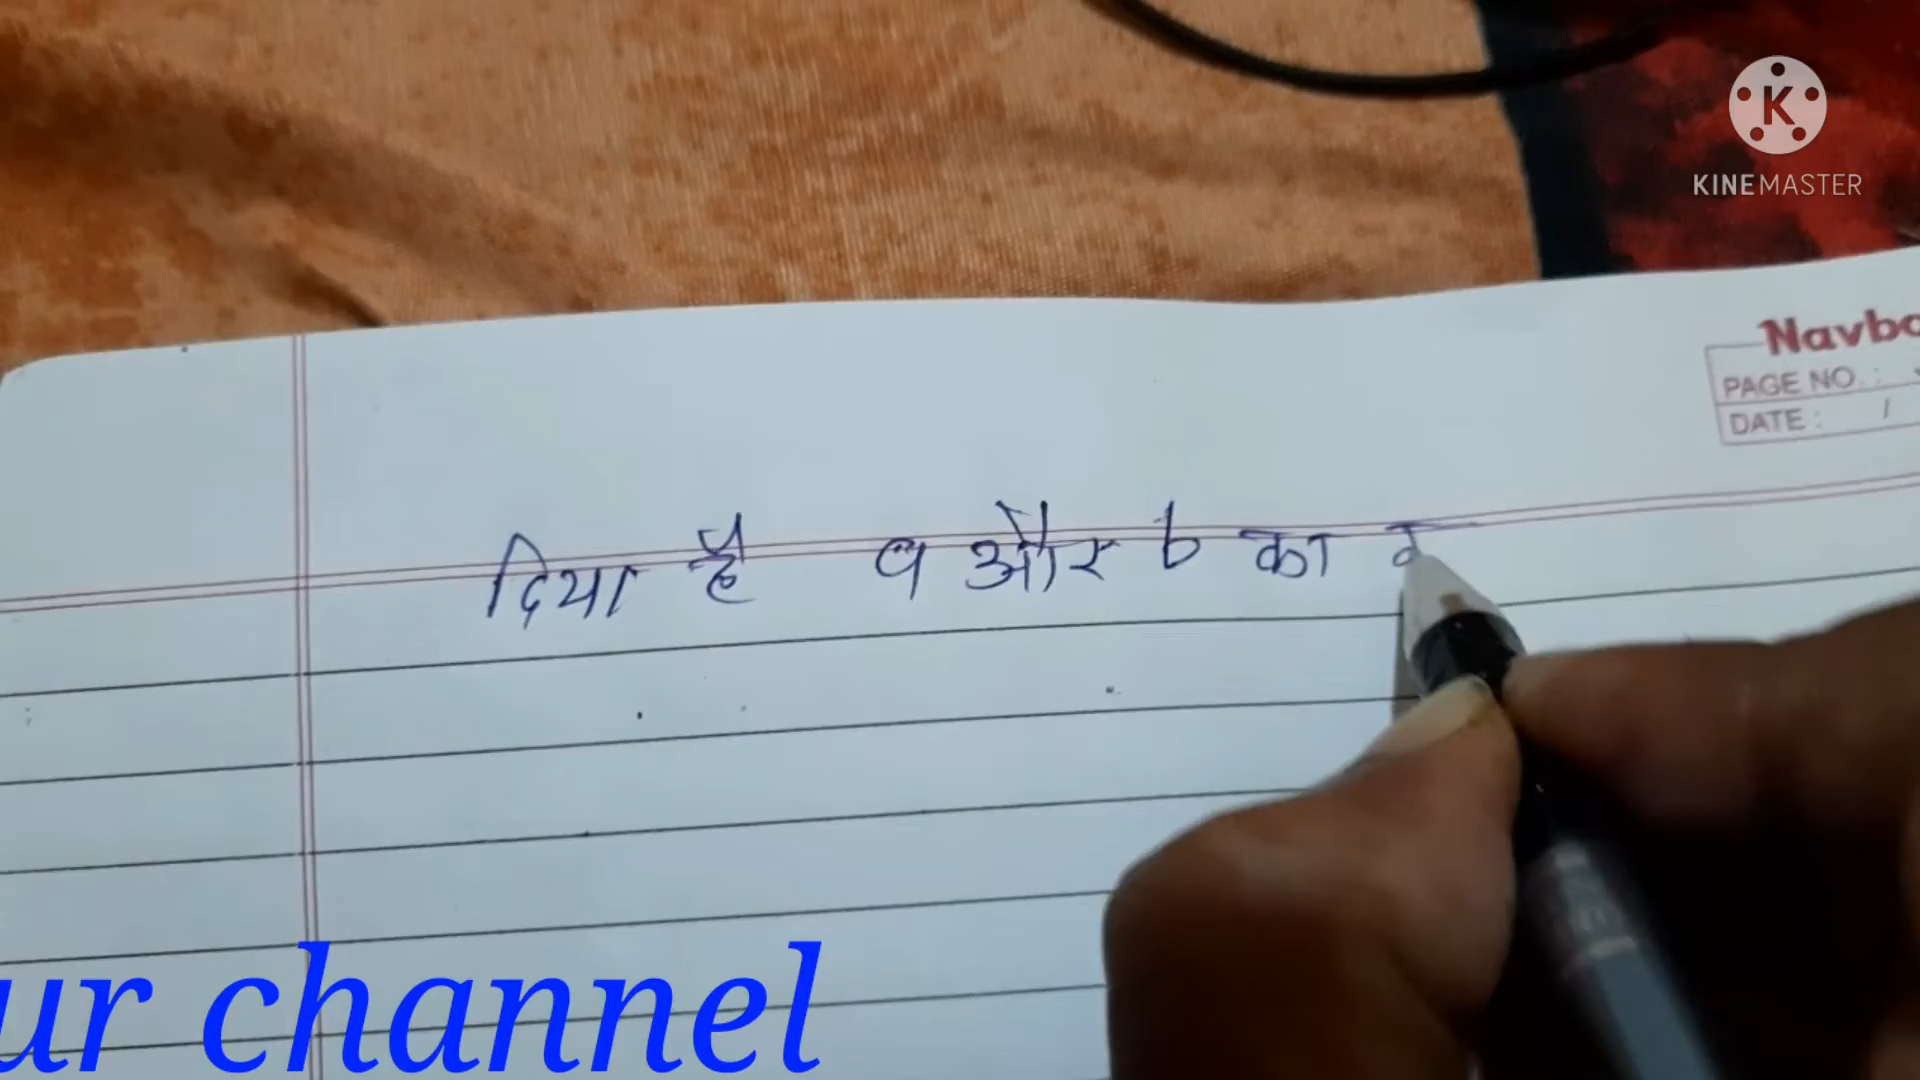 KINEMASTER
Navbo
PAGE NO. :
DATE : /
दिया है a और b का
ur channel